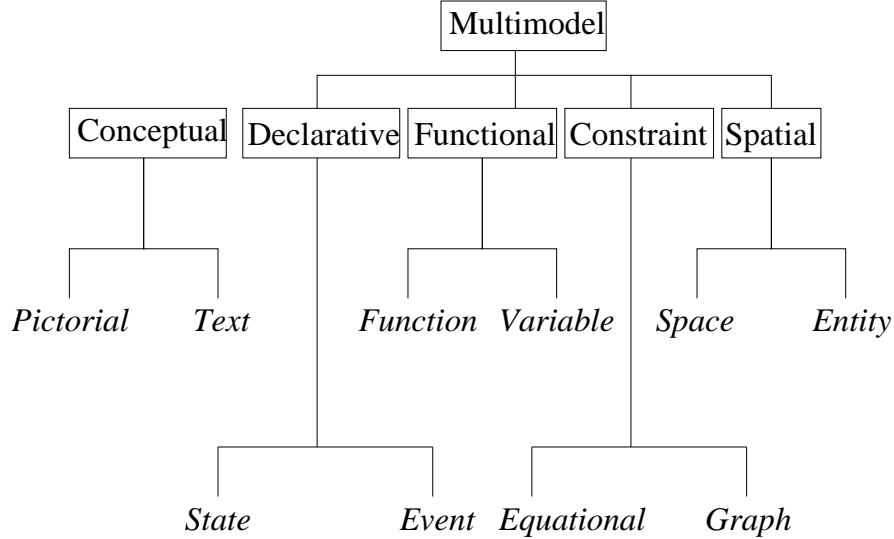 Multimodel
Conceptual Declarative Functional Constraint Spatial
Pictorial Text Function Variable Space Entity
State Event Equational Graph